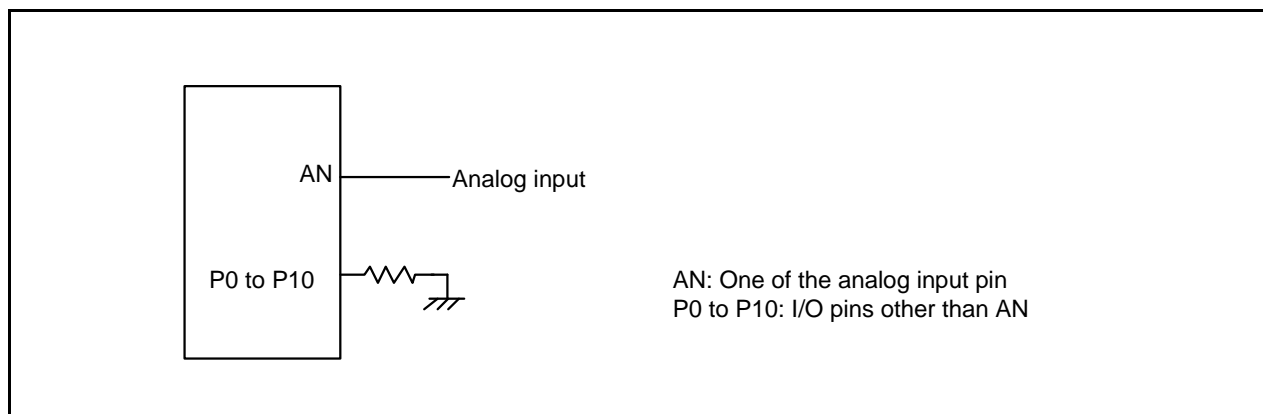 AN
Analog input
P0 to P10
AN: One of the analog input pin
P0 to P10: I/O pins other than AN